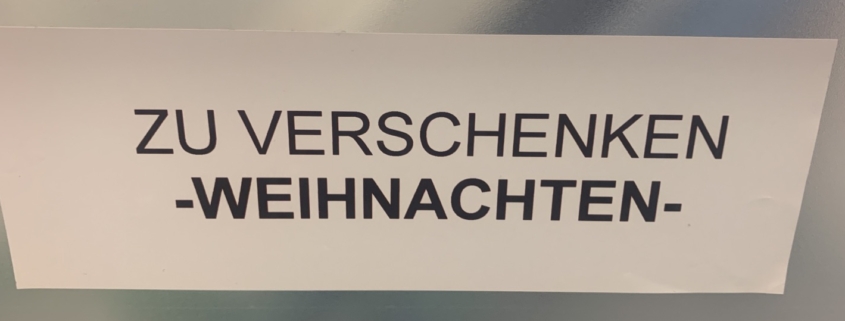 ZU VERSCHENKEN
-WEIHNACHTEN-